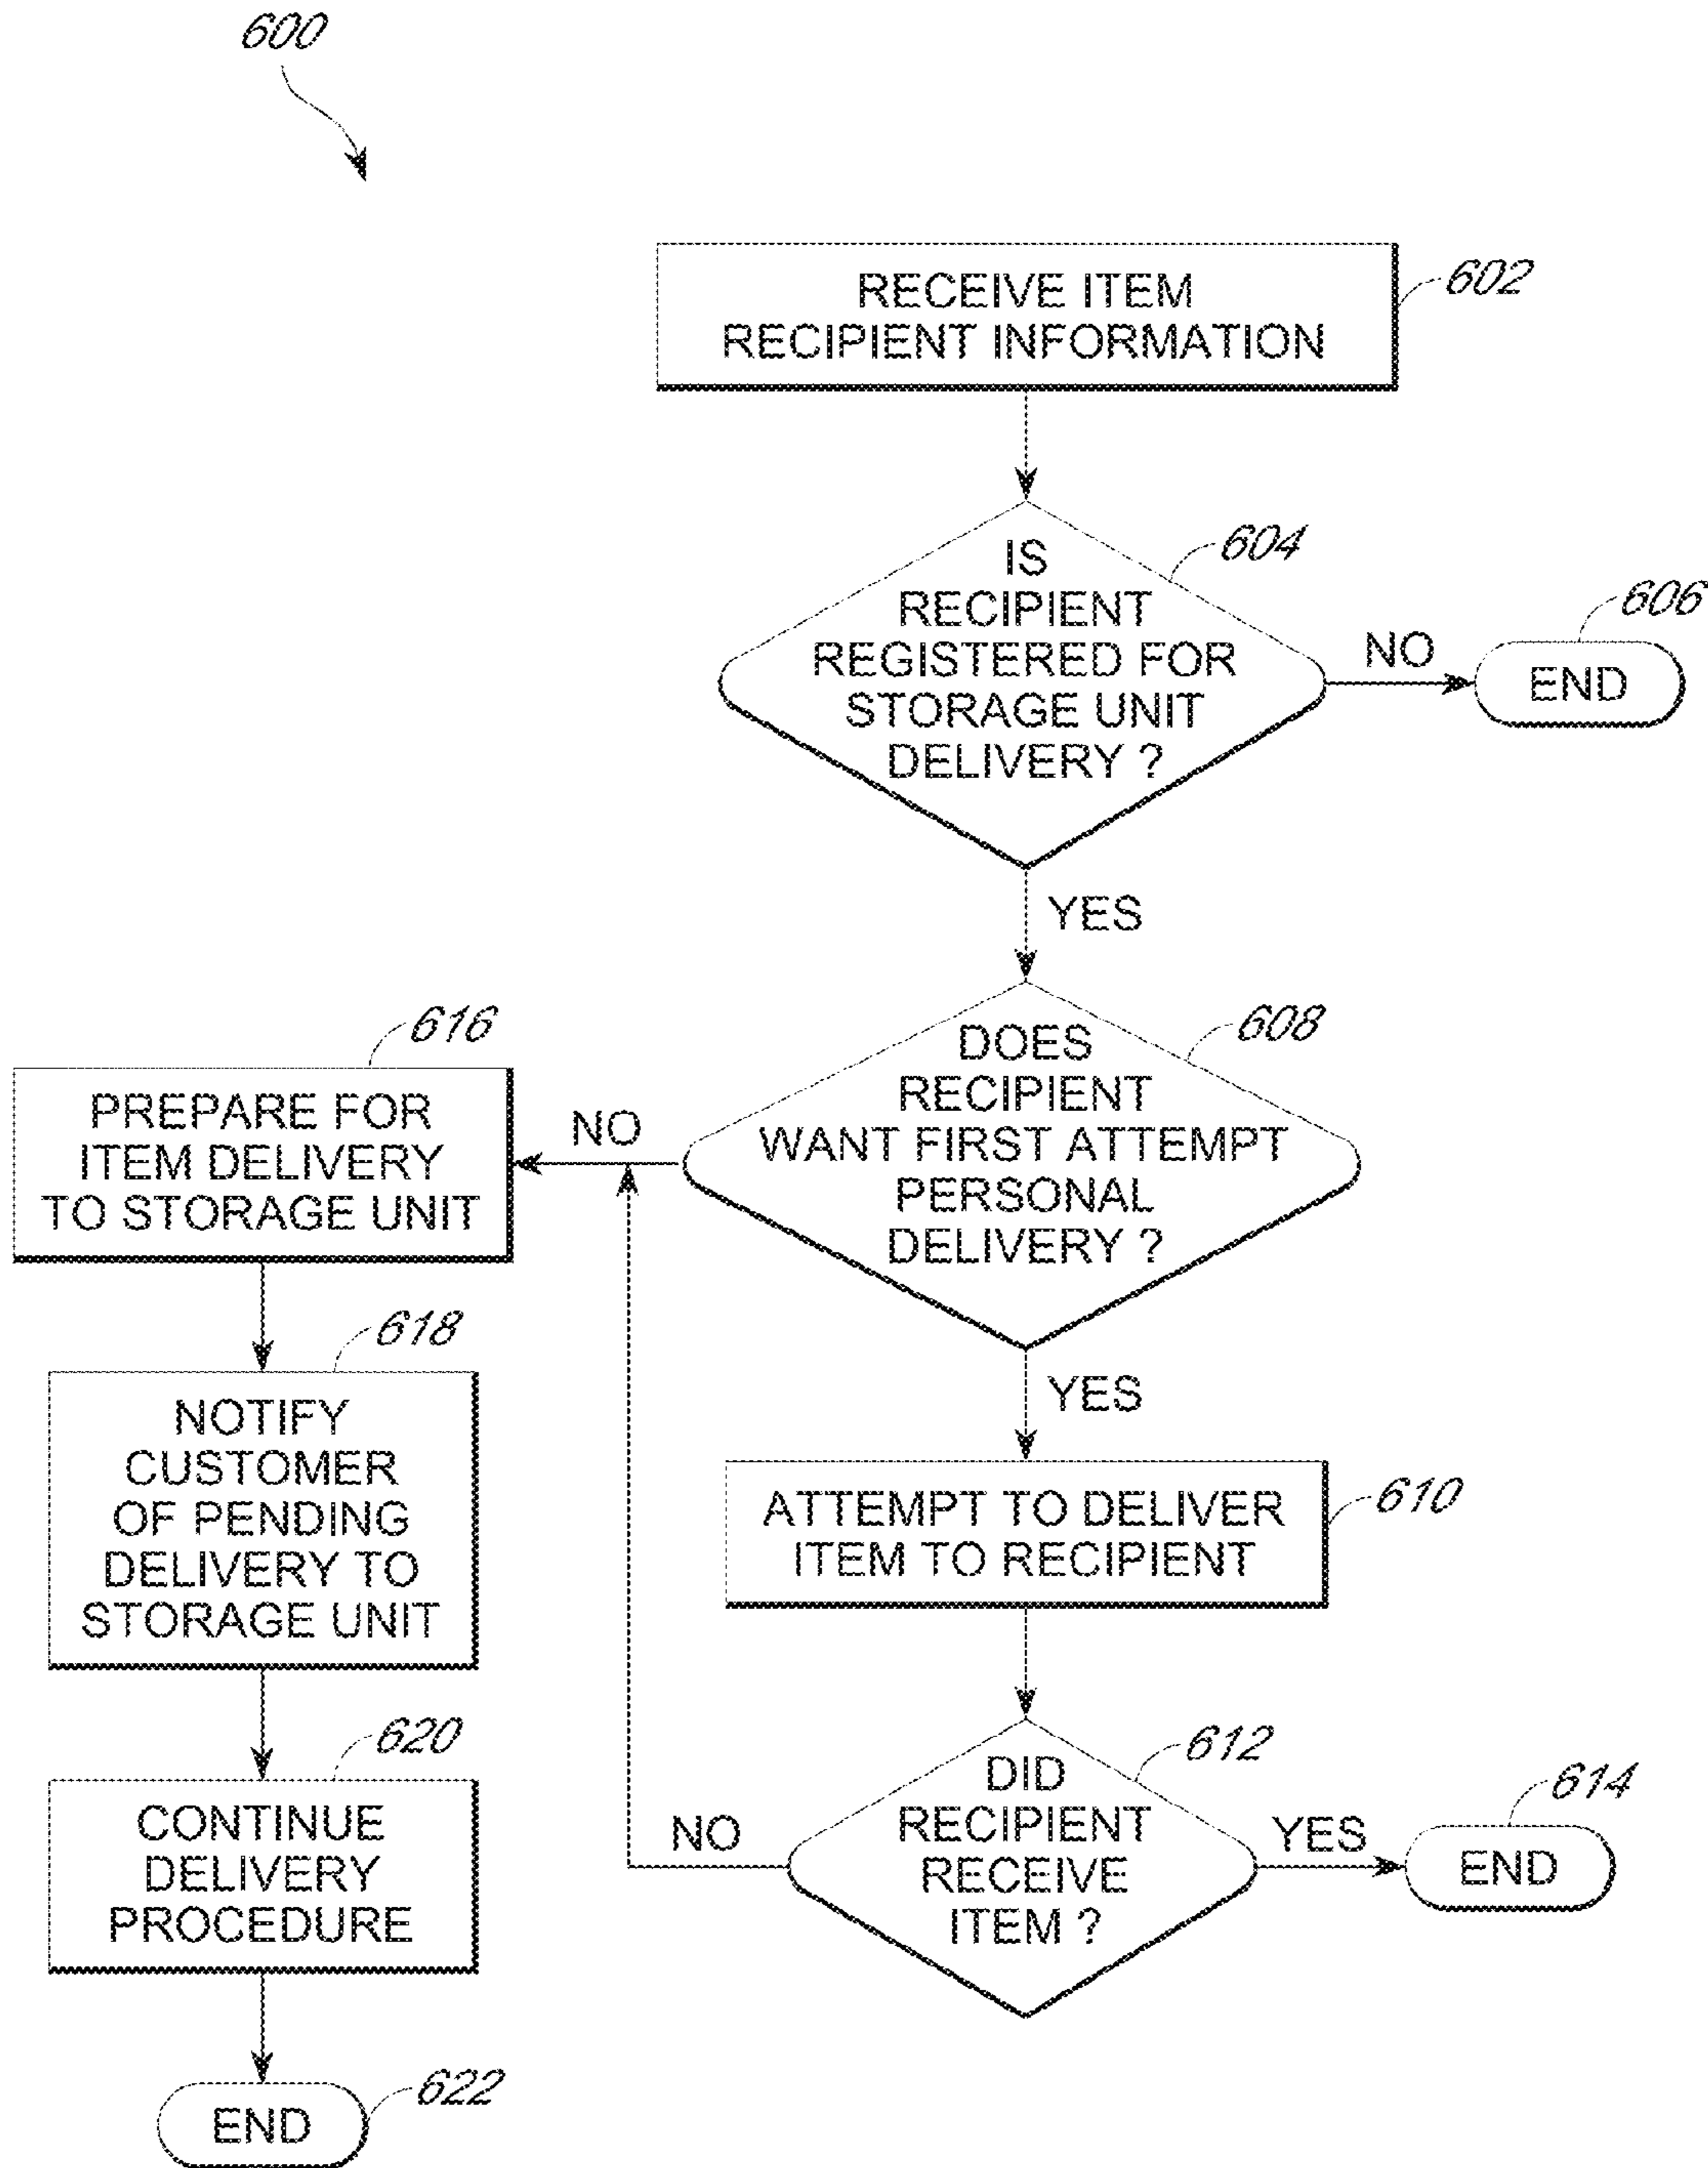 600
RECEIVE ITEM
RECIPIENT INFORMATION
602
IS
RECIPIENT
REGISTERED FOR
STORAGE UNIT
DELIVERY ?
604
NO
606
END
YES
DOES
RECIPIENT
WANT FIRST ATTEMPT
PERSONAL
DELIVERY ?
608
NO
616
PREPARE FOR
ITEM DELIVERY
TO STORAGE UNIT
618
NOTIFY
CUSTOMER
OF PENDING
DELIVERY TO
STORAGE UNIT
620
CONTINUE
DELIVERY
PROCEDURE
END
622
YES
ATTEMPT TO DELIVER
ITEM TO RECIPIENT
610
DID
RECIPIENT
RECEIVE
ITEM ?
612
NO
YES
614
END